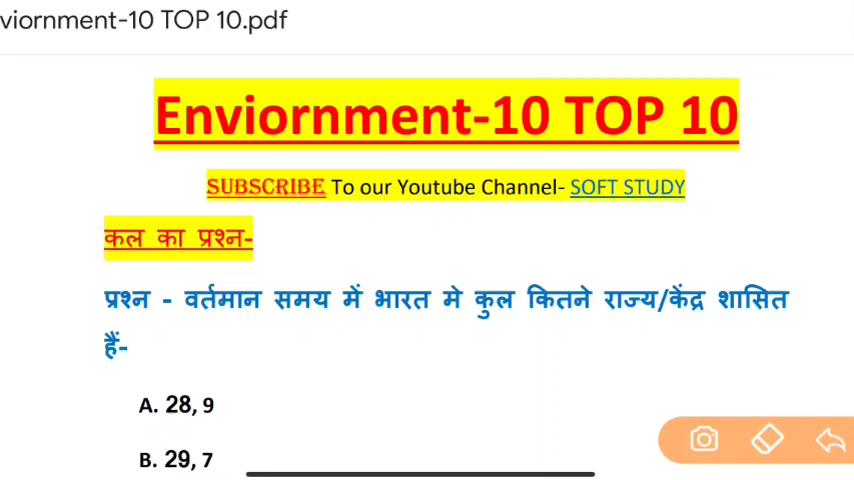 viornment-10 TOP 10.pdf
Enviornment-10 TOP 10
SUBSCRIBE To our Youtube Channel- SOFT STUDY
कल का प्रश्न-
प्रश्न - वर्तमान समय में भारत मे कुल कितने राज्य/केंद्र शासित
हैं-
A. 28, 9
B. 29, 7